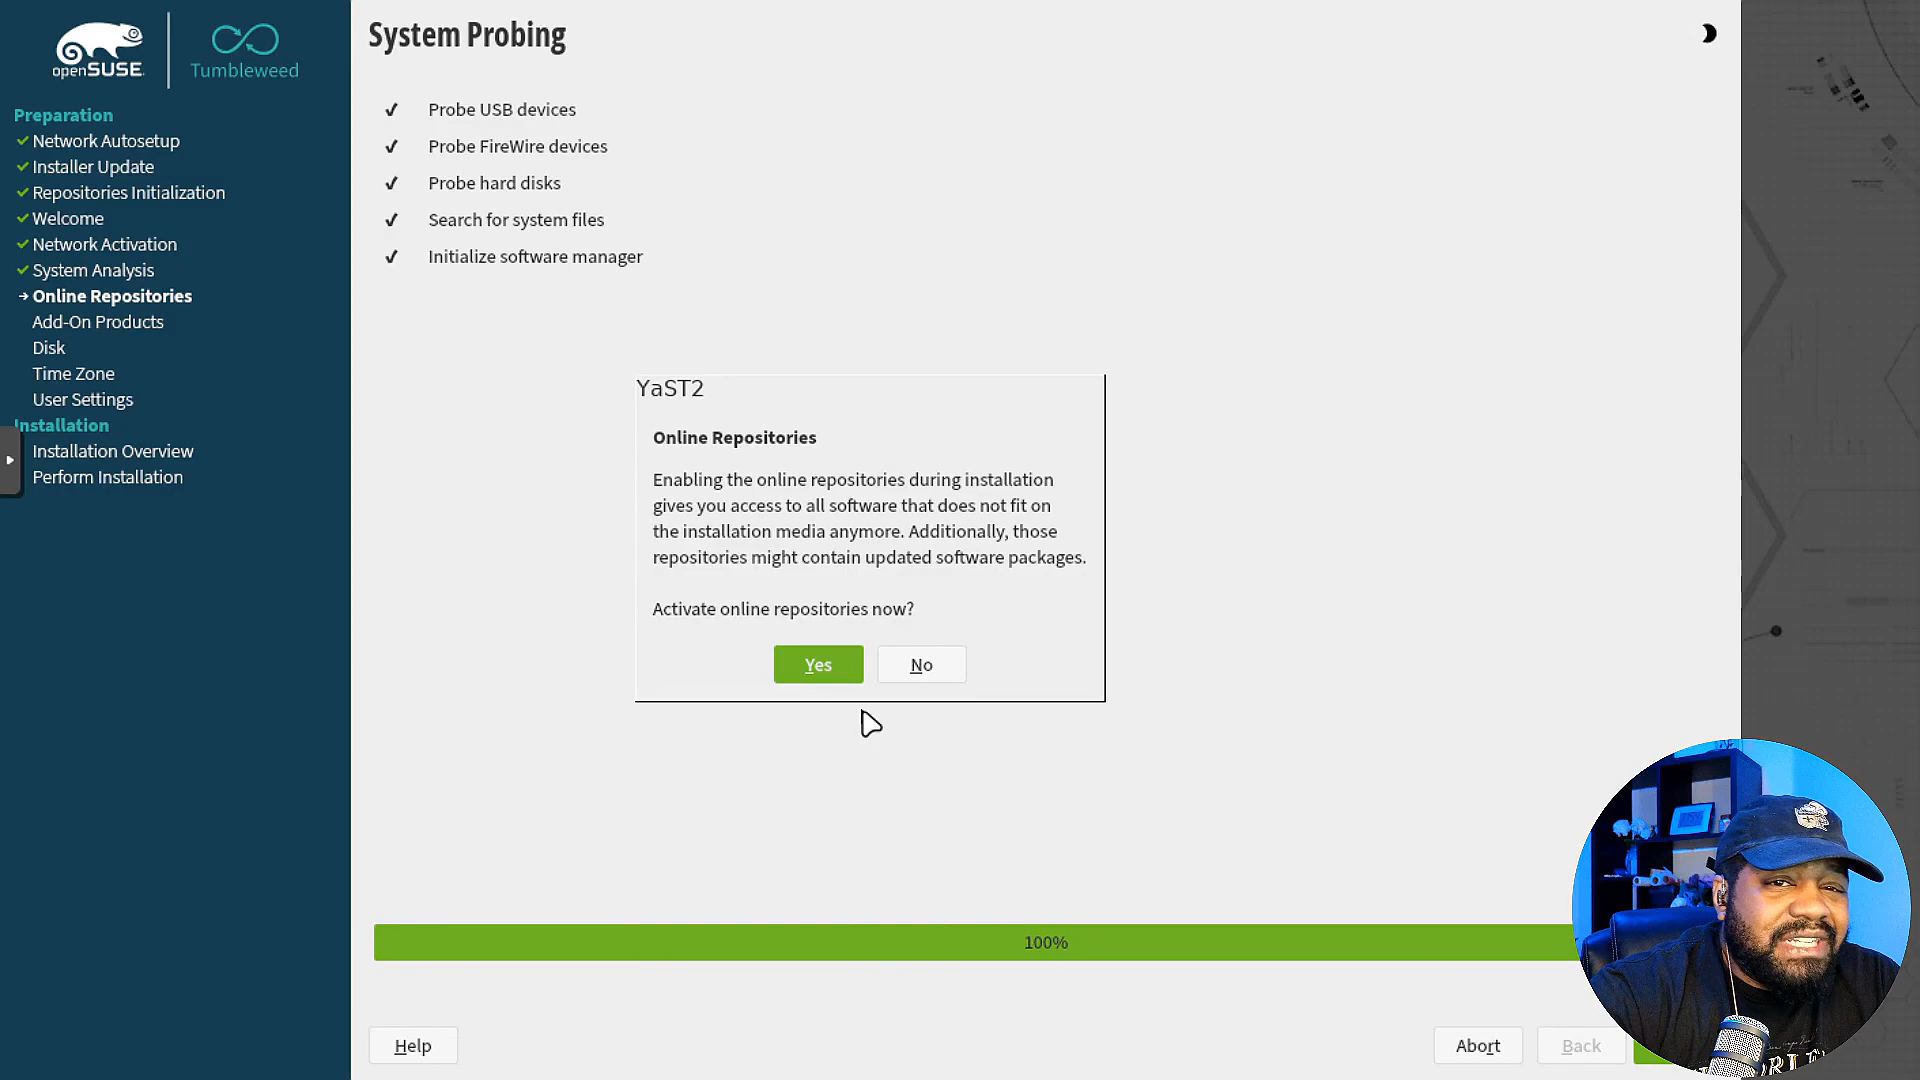 openSUSE
Tumbleweed
Preparation
Network Autosetup
Installer Update
Repositories Initialization
Welcome
Network Activation
System Analysis
Online Repositories
Add-On Products
Disk
Time Zone
User Settings
Installation
Installation Overview
Perform Installation
System Probing
Probe USB devices
Probe FireWire devices
Probe hard disks
Search for system files
Initialize software manager
YaST2
Online Repositories
Enabling the online repositories during installation
gives you access to all software that does not fit on
the installation media anymore. Additionally, those
repositories might contain updated software packages.
Activate online repositories now?
Yes No
100%
Help
Abort Back